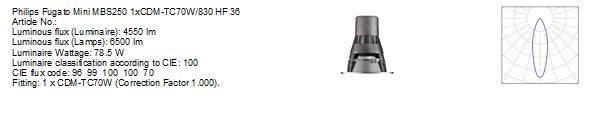 Philips Fugato Mini MBS250 1xCDM-TC70W/830 HF 36
Article No.:
Luminous flux (Luminaire): 4550 lm
Luminous flux (Lamps): 6500 lm
Luminaire Wattage: 78.5 W
Luminaire classification according to CIE: 100
CIE flux code: 96 99 100 100 70
Fitting: 1 x CDM-TC70W (Correction Factor 1.000).